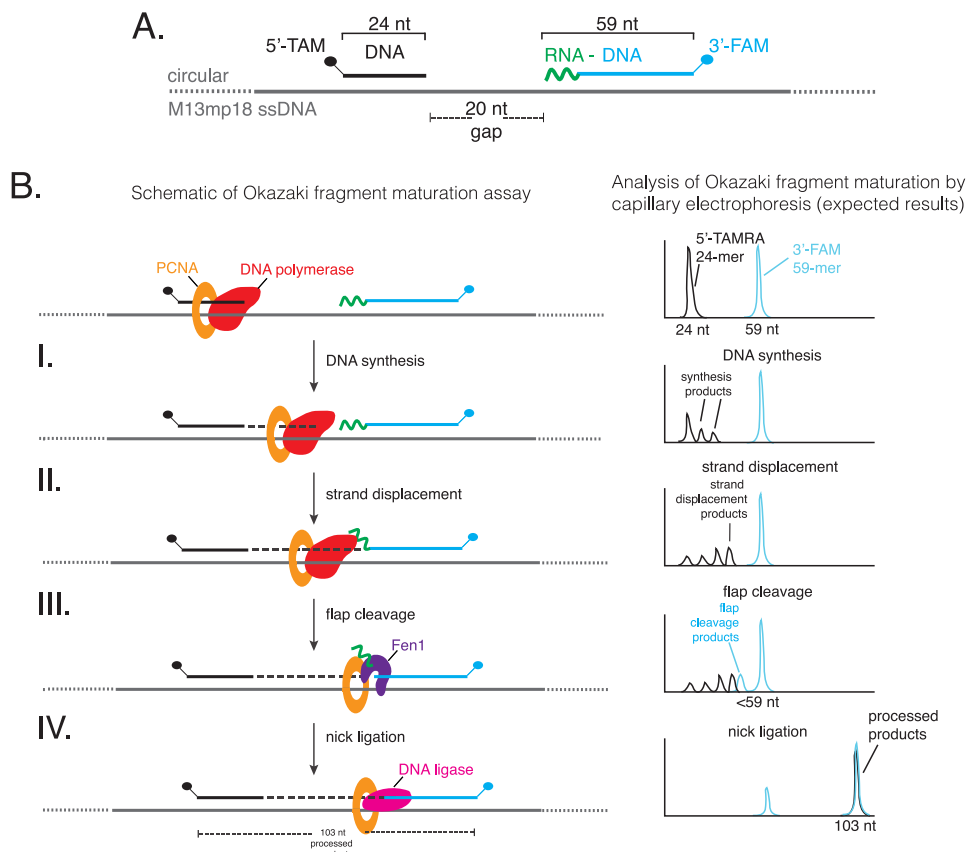 A.
24 nt
59 nt
5'-TAM
DNA
RNA - DNA
3'-FAM
circular
M13mp18 ssDNA
20 nt
gap
B.
Schematic of Okazaki fragment maturation assay
Analysis of Okazaki fragment maturation by
capillary electrophoresis (expected results)
PCNA
DNA polymerase
5'-TAMRA
24-mer
3'-FAM
59-mer
24 nt
59 nt
I.
DNA synthesis
DNA synthesis
synthesis
products
II.
strand displacement
strand displacement
strand
displacement
products
III.
flap cleavage
Fen1
flap cleavage
flap
cleavage
products
<59 nt
IV.
nick ligation
DNA ligase
nick ligation
processed
products
103 nt
103 nt
processed